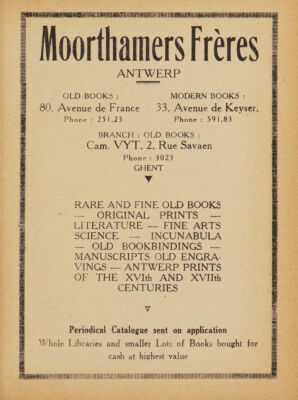 Moorthamers Frères
ANTWERP
OLD BOOKS :
80, Avenue de France
Phone : 251,23
MODERN BOOKS :
33, Avenue de Keyser,
Phone : 591,83
BRANCH : OLD BOOKS :
Cam. VYT, 2, Rue Savaen
Phone : 3023
GHENT
RARE AND FINE OLD BOOKS
— ORIGINAL PRINTS —
LITERATURE — FINE ARTS
SCIENCE — INCUNABULA
— OLD BOOKBINDINGS —
MANUSCRIPTS OLD ENGRA-
VINGS — ANTWERP PRINTS
OF THE XVIth AND XVIIth
CENTURIES
Periodical Catalogue sent on application
Whole Libraries and smaller Lots of Books bought for
cash at highest value